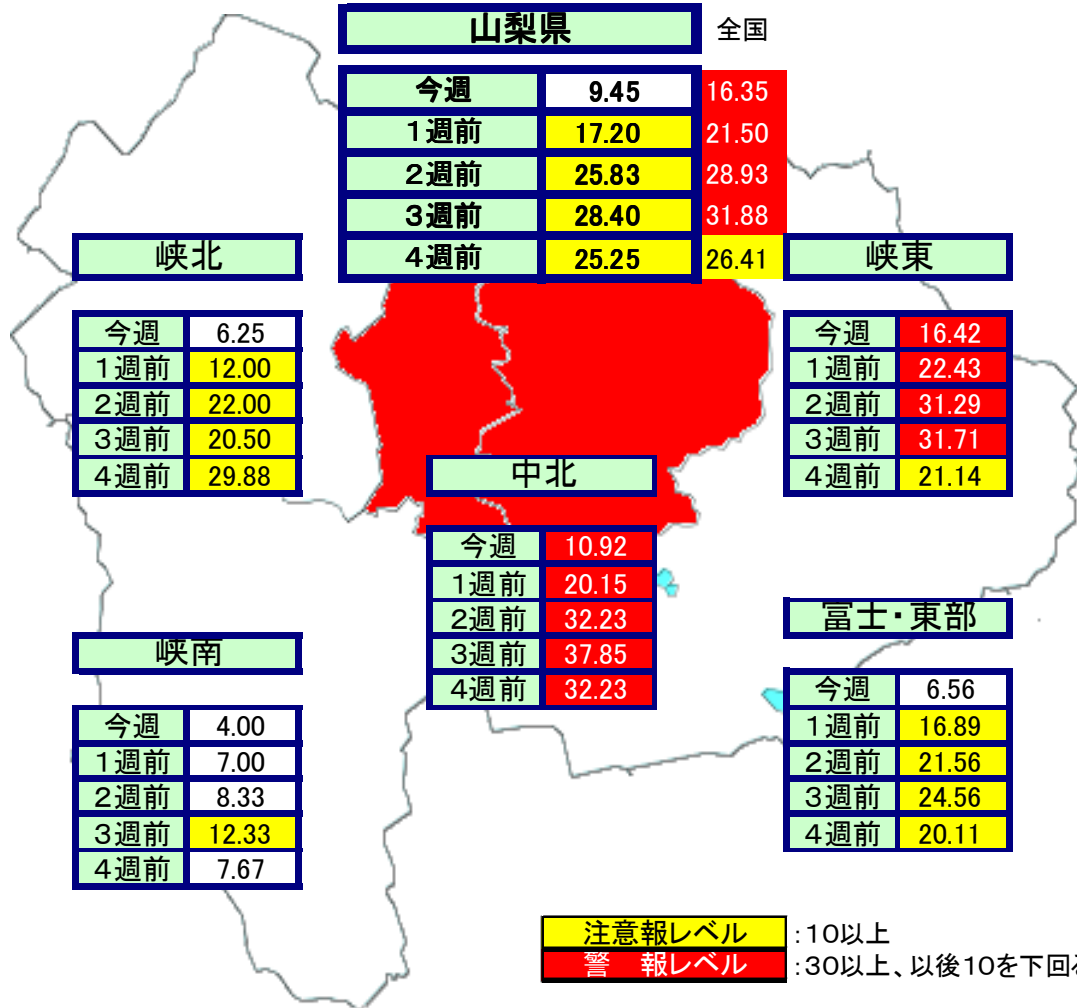 山梨県
全国
今週 9.45 16.35
1週前 17.20 21.50
2週前 25.83 28.93
3週前 28.40 31.88
4週前 25.25 26.41
峡北
今週 6.25
1週前 12.00
2週前 22.00
3週前 20.50
4週前 29.88
峡東
今週 16.42
1週前 22.43
2週前 31.29
3週前 31.71
4週前 21.14
中北
今週 10.92
1週前 20.15
2週前 32.23
3週前 37.85
4週前 32.23
峡南
今週 4.00
1週前 7.00
2週前 8.33
3週前 12.33
4週前 7.67
富士・東部
今週 6.56
1週前 16.89
2週前 21.56
3週前 24.56
4週前 20.11
注意報レベル :10以上
警 報レベル :30以上、以後10を下回